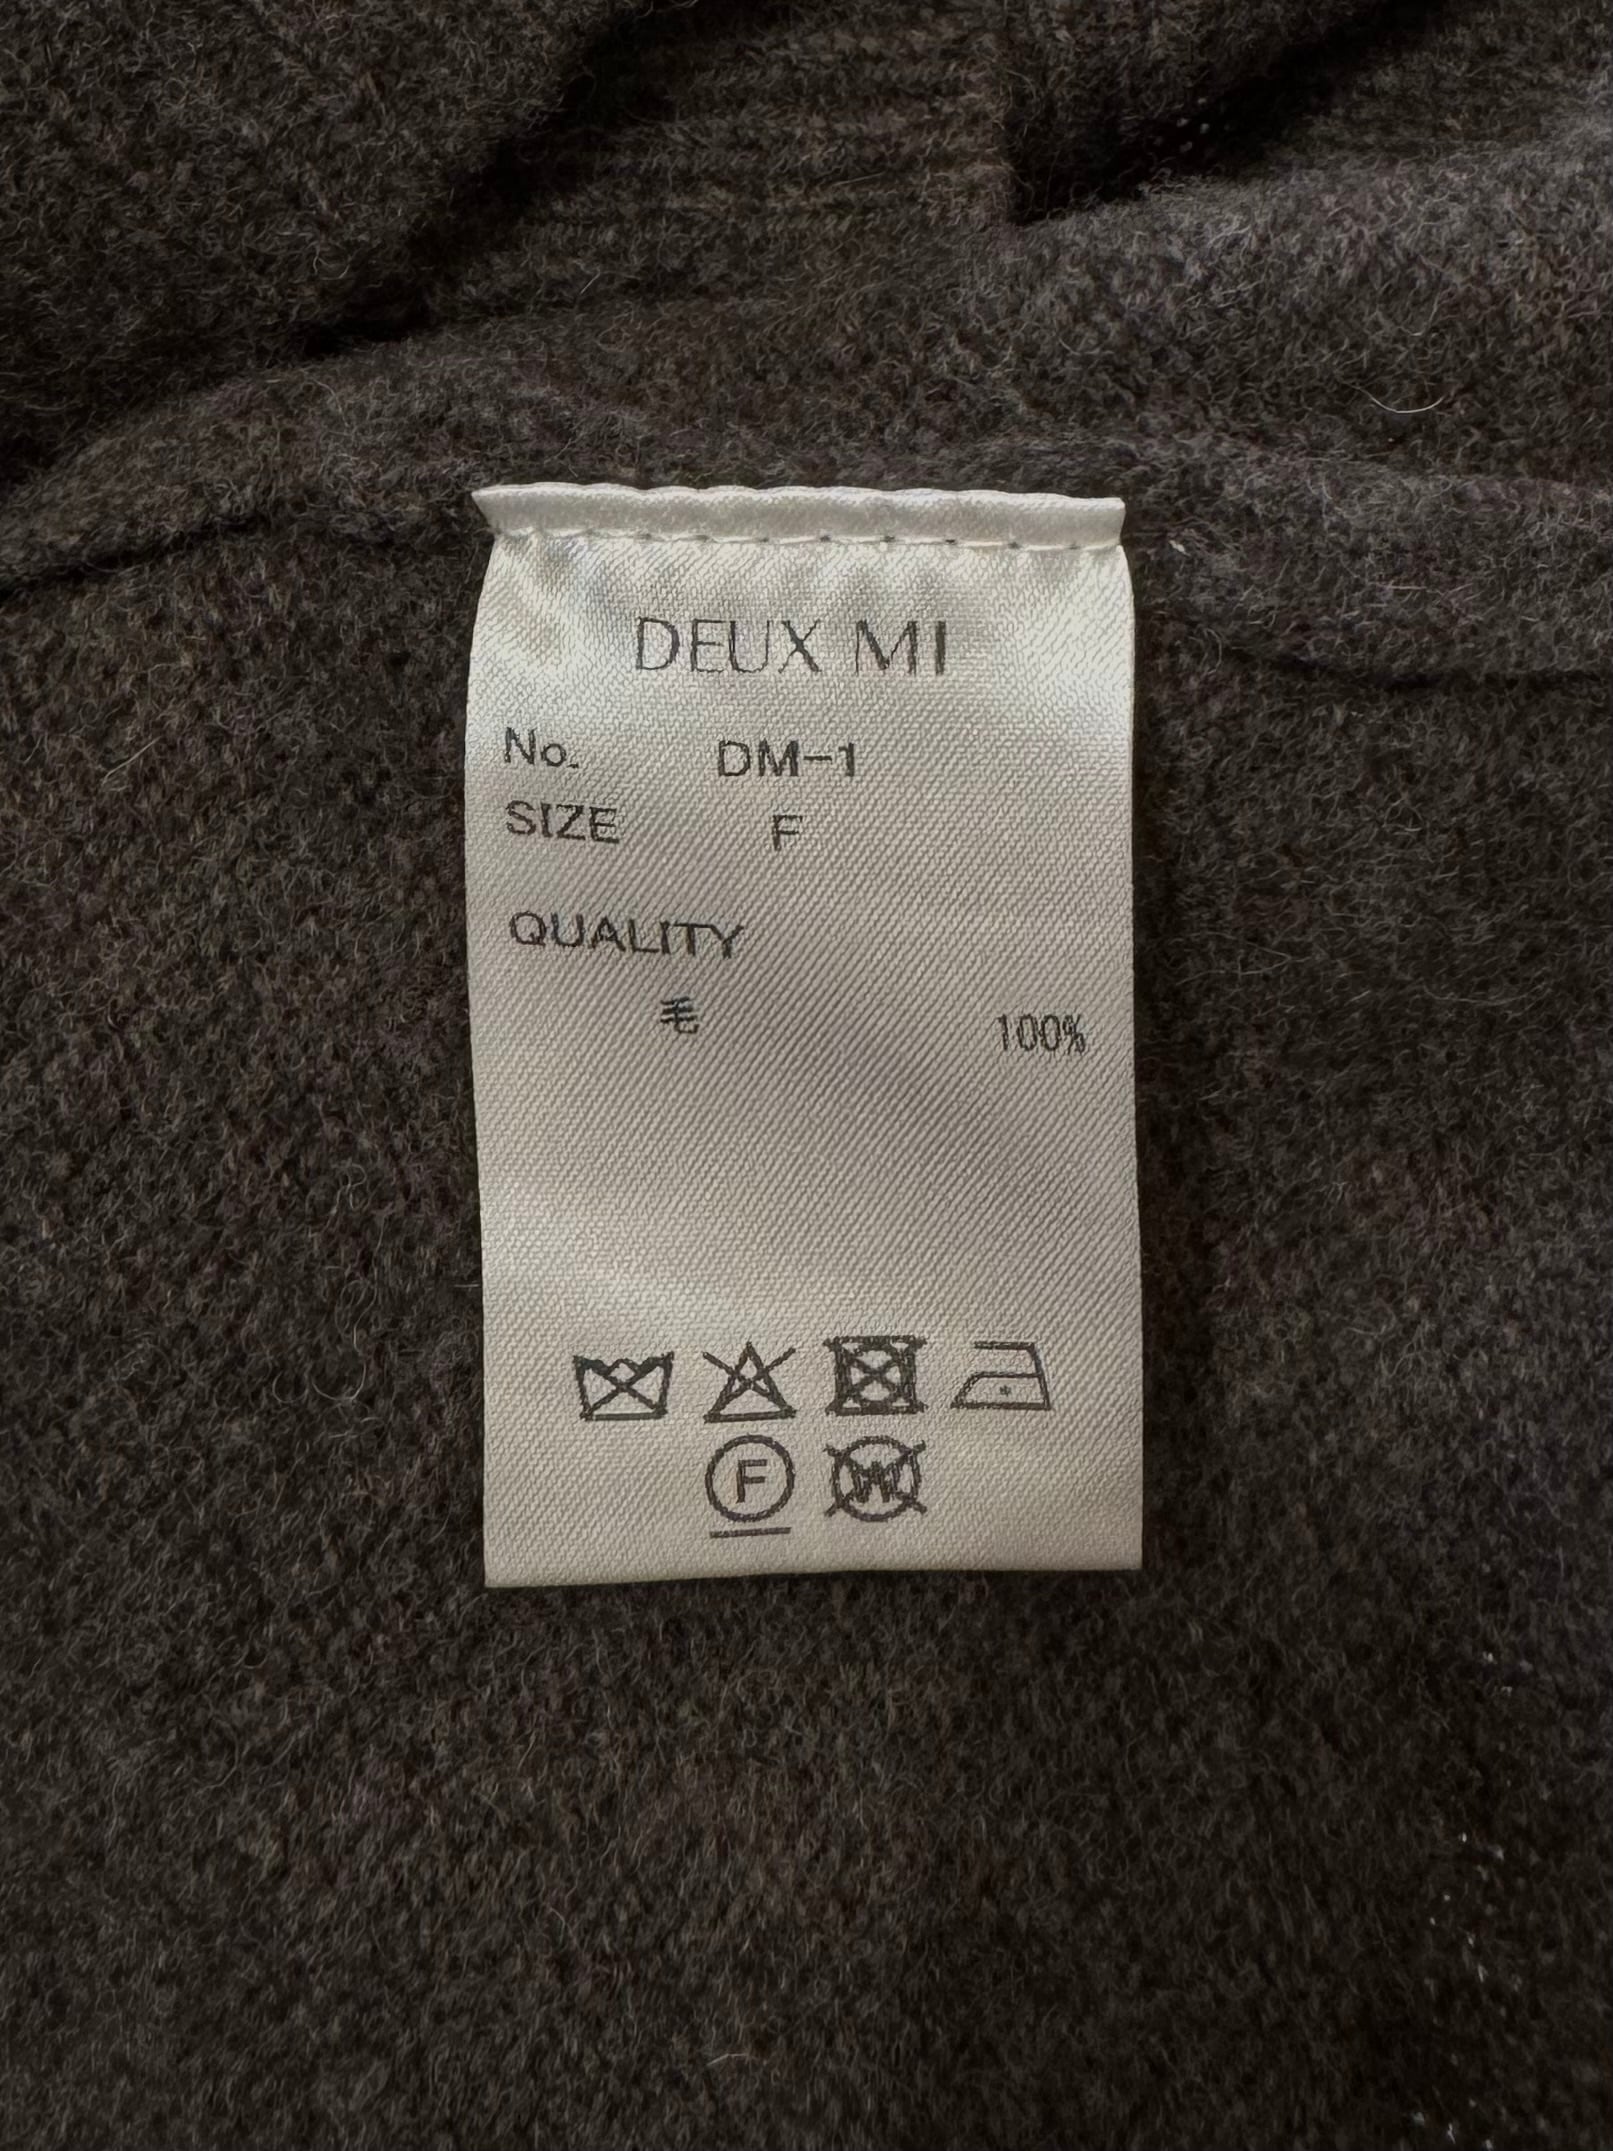 DEUX MI
No. DM-1
SIZE F
QUALITY
毛 100%
F W